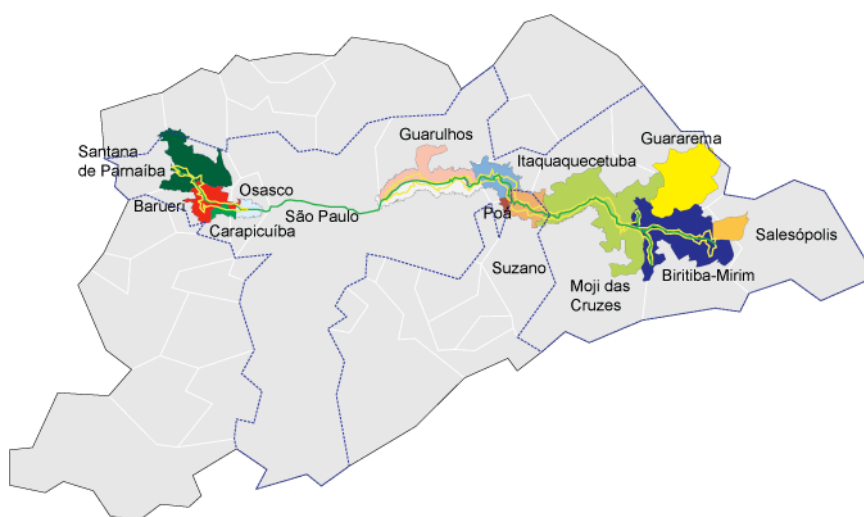 Guarulhos
Guararema
Santana
de Parnaíba
Itaquaquecetuba
Osasco
Barueri
São Paulo
Poá
Carapicuíba
Salesópolis
Suzano
Biritiba-Mirim
Moji das
Cruzes